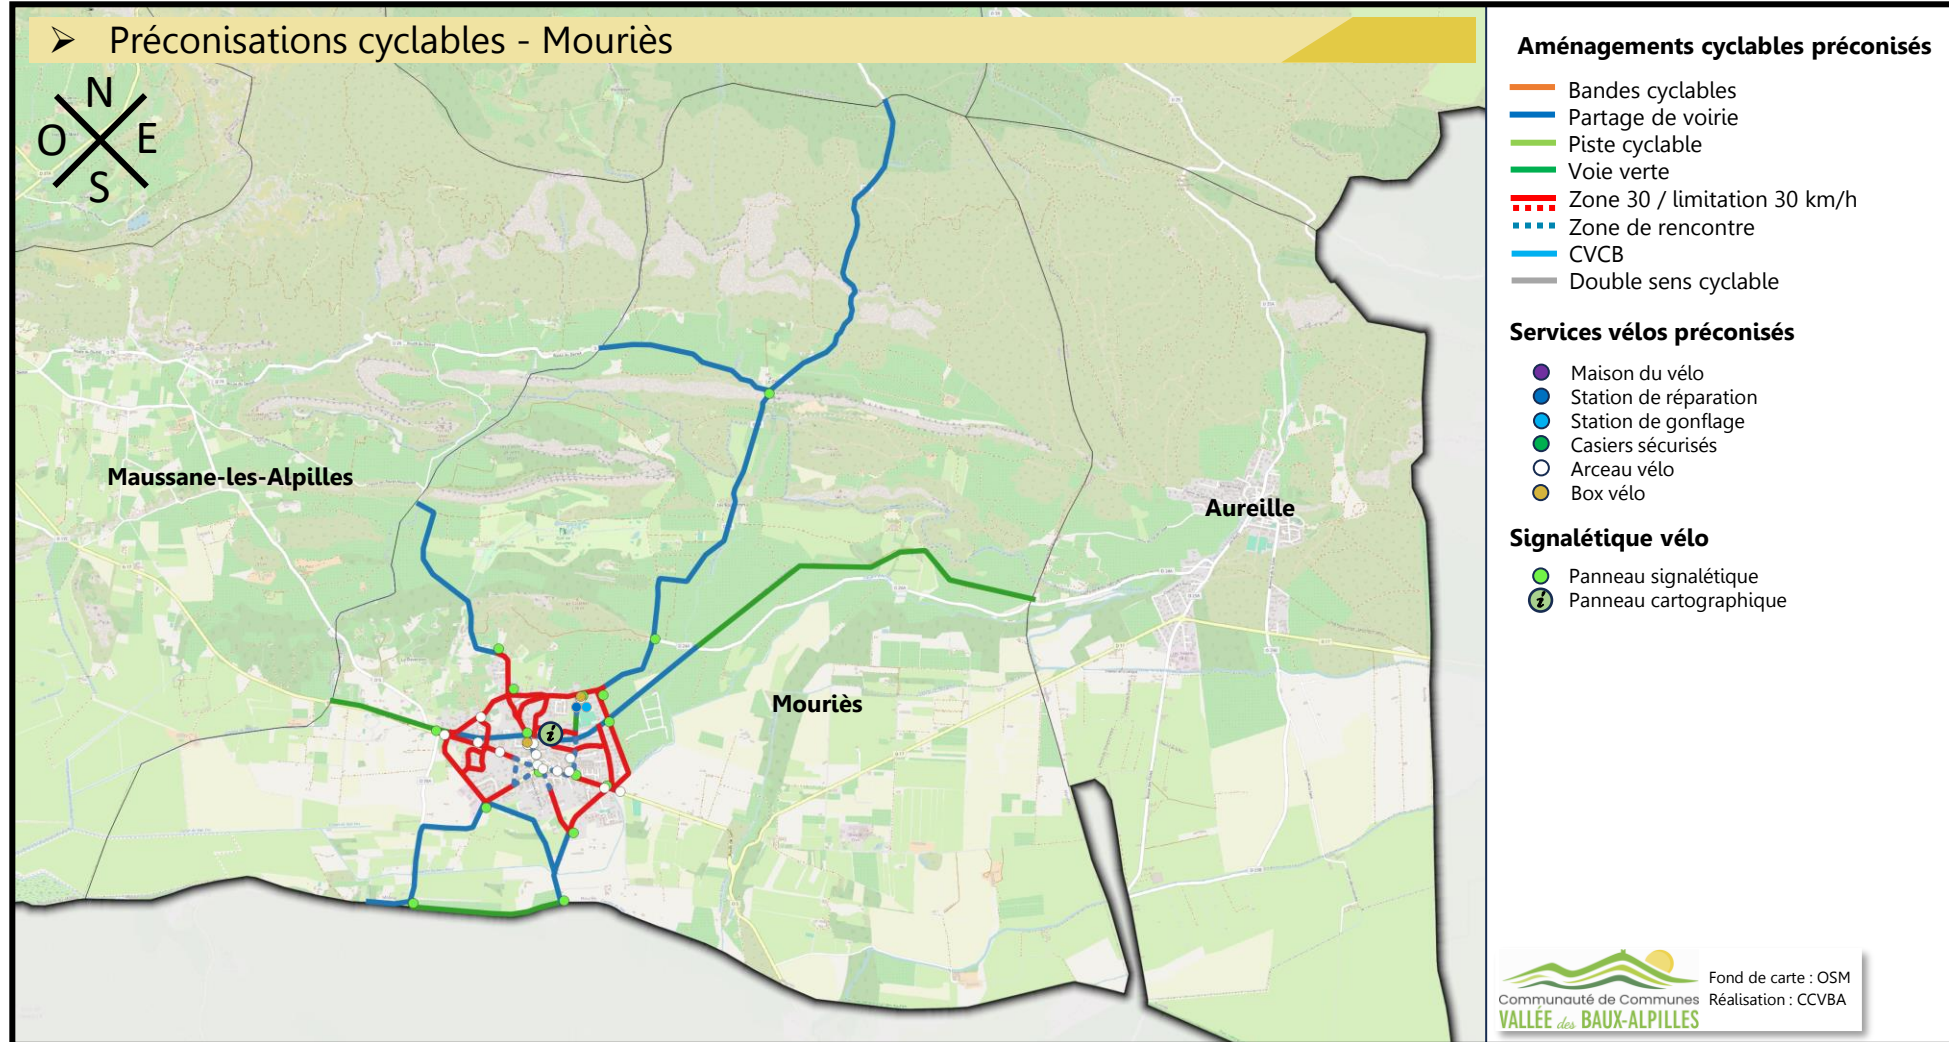 ➤ Préconisations cyclables - Mouriès
N
O E
S
Maussane-les-Alpilles
Aureille
Mouriès
i
Aménagements cyclables préconisés
Bandes cyclables
Partage de voirie
Piste cyclable
Voie verte
Zone 30 / limitation 30 km/h
Zone de rencontre
CVCB
Double sens cyclable
Services vélos préconisés
Maison du vélo
Station de réparation
Station de gonflage
Casiers sécurisés
Arceau vélo
Box vélo
Signalétique vélo
Panneau signalétique
i Panneau cartographique
Communauté de Communes
VALLÉE des BAUX-ALPILLES
Fond de carte : OSM
Réalisation : CCVBA